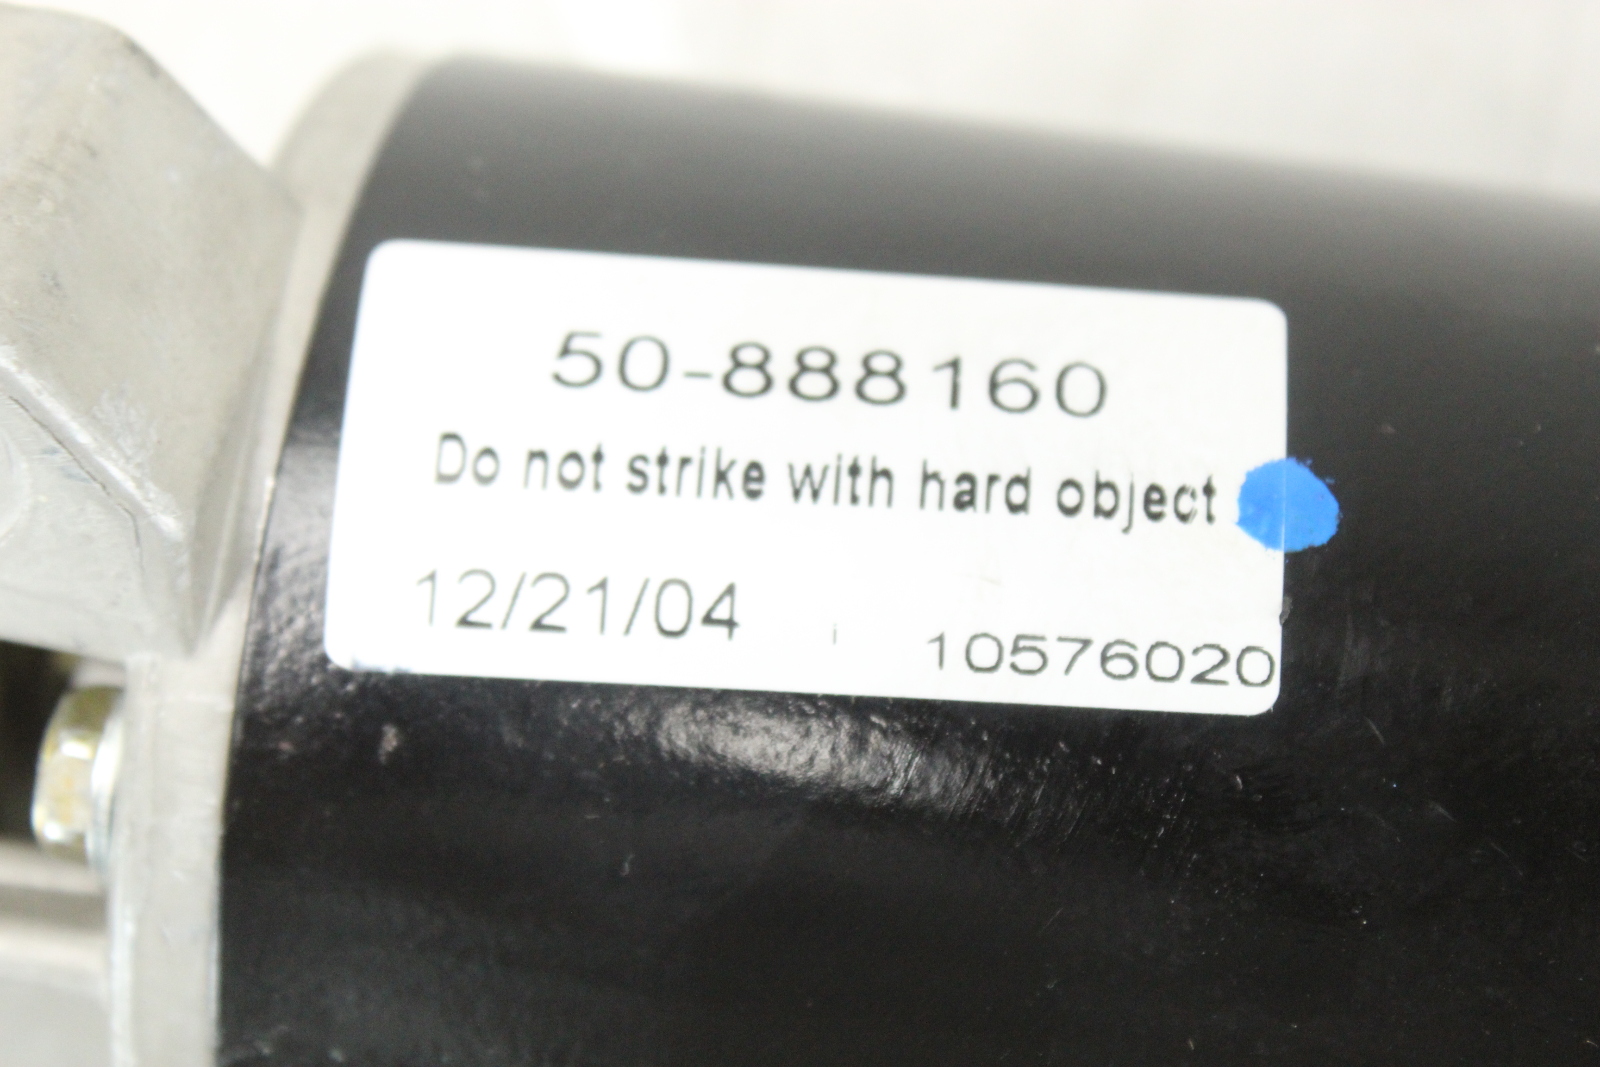 50-888160
Do not strike with hard object
12/21/04
10576020